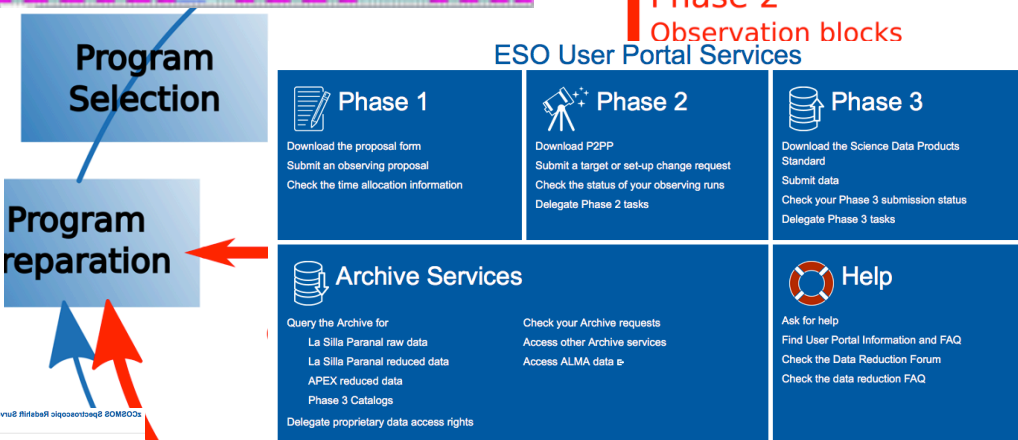 Phase 2
Observation blocks
Program
Selection
Program
reparation
zCOSMOS Spectroscopic Redshift Surv
ESO User Portal Services
Phase 1
Download the proposal form
Submit an observing proposal
Check the time allocation information
Phase 2
Download P2PP
Submit a target or set-up change request
Check the status of your observing runs
Delegate Phase 2 tasks
Phase 3
Download the Science Data Products
Standard
Submit data
Check your Phase 3 submission status
Delegate Phase 3 tasks
Archive Services
Query the Archive for
La Silla Paranal raw data
La Silla Paranal reduced data
APEX reduced data
Phase 3 Catalogs
Delegate proprietary data access rights
Check your Archive requests
Access other Archive services
Access ALMA data
Help
Ask for help
Find User Portal Information and FAQ
Check the Data Reduction Forum
Check the data reduction FAQ